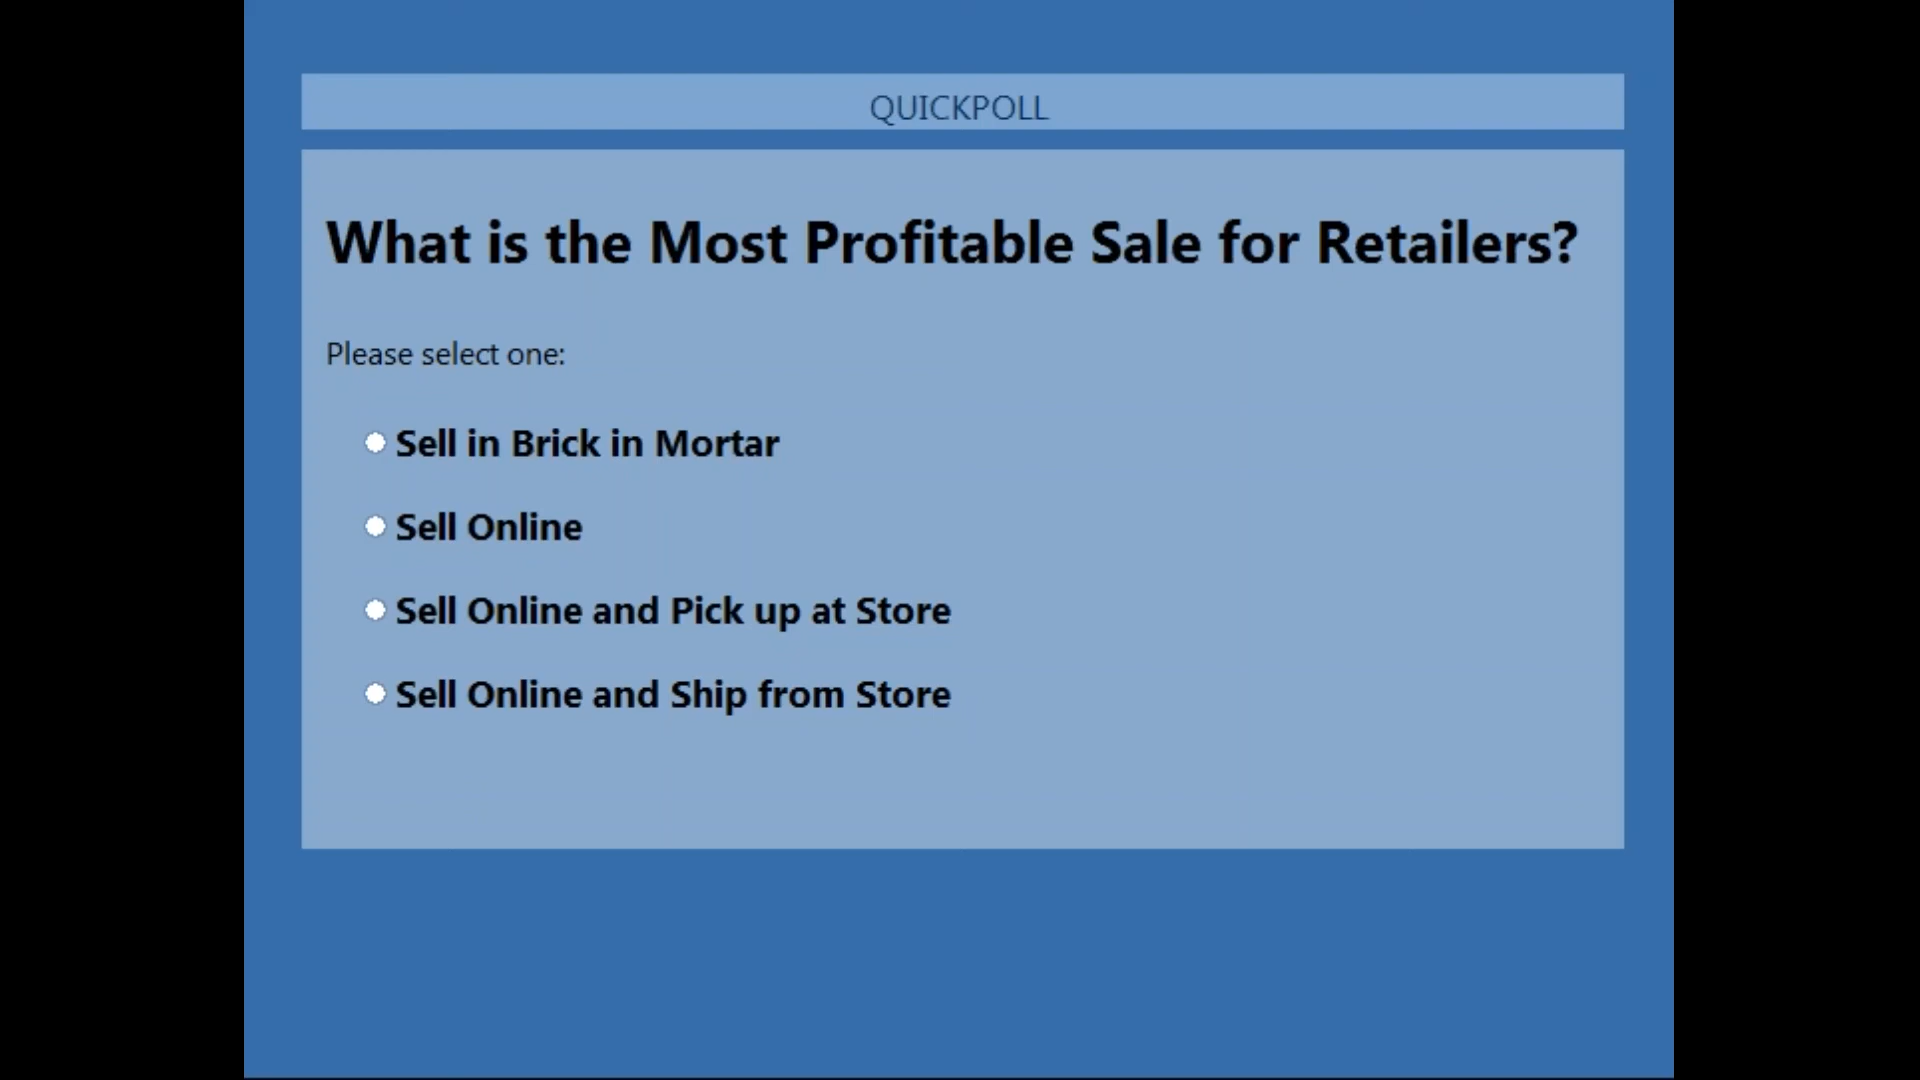 QUICKPOLL
What is the Most Profitable Sale for Retailers?
Please select one:
Sell in Brick in Mortar
Sell Online
Sell Online and Pick up at Store
Sell Online and Ship from Store